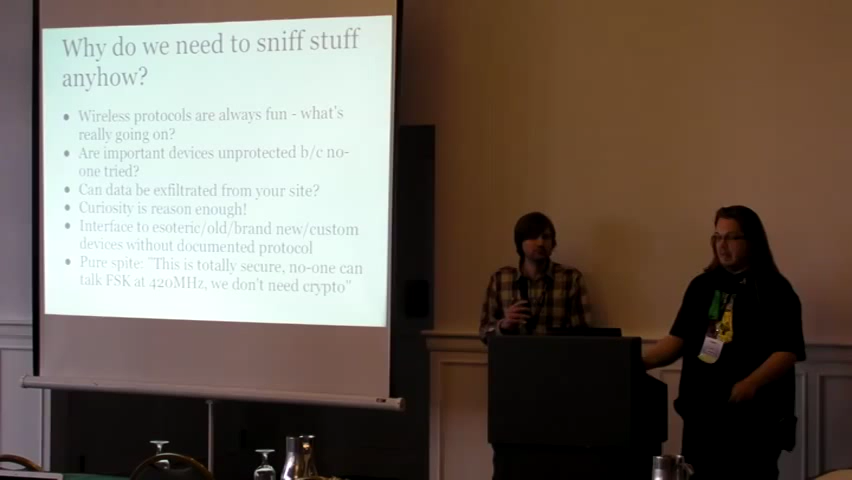 Why do we need to sniff stuff
anyhow?
● Wireless protocols are always fun - what's
really going on?
● Are important devices unprotected b/c no-
one tried?
● Can data be exfiltrated from your site?
● Curiosity is reason enough!
● Interface to esoteric/old/brand new/custom
devices without documented protocol
● Pure spite: "This is totally secure, no-one can
talk FSK at 420MHz, we don't need crypto"